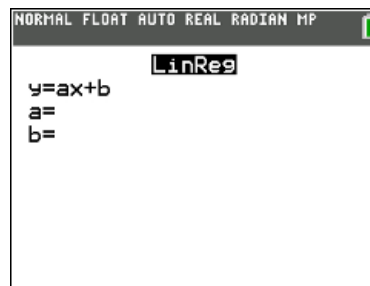 NORMAL FLOAT AUTO REAL RADIAN MP
LinReg
y=ax+b
a=
b=